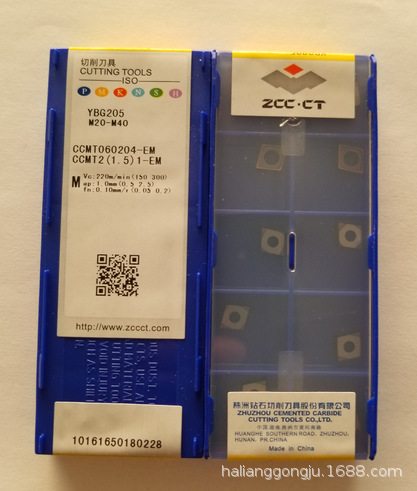 切削刀具
CUTTING TOOLS
ISO
P M K N S H
YBG205
M20-M40
CCMT060204-EM
CCMT2(1.5)1-EM
M
Vc:220m/min(150 300)
ap:1.0mm(0.5 2.5)
fn:0.10mm/r(0.05 0.2)
http://www.zccct.com
10161650180228
ZCC·CT
株洲钻石切削刀具股份有限公司
ZHUZHOU CEMENTED CARBIDE
CUTTING TOOLS CO.,LTD.
HUANGHE SOUTHERN ROAD, ZHUZHOU,
HUNAN, PR.CHINA
Made in China
halianggongju.1688.com